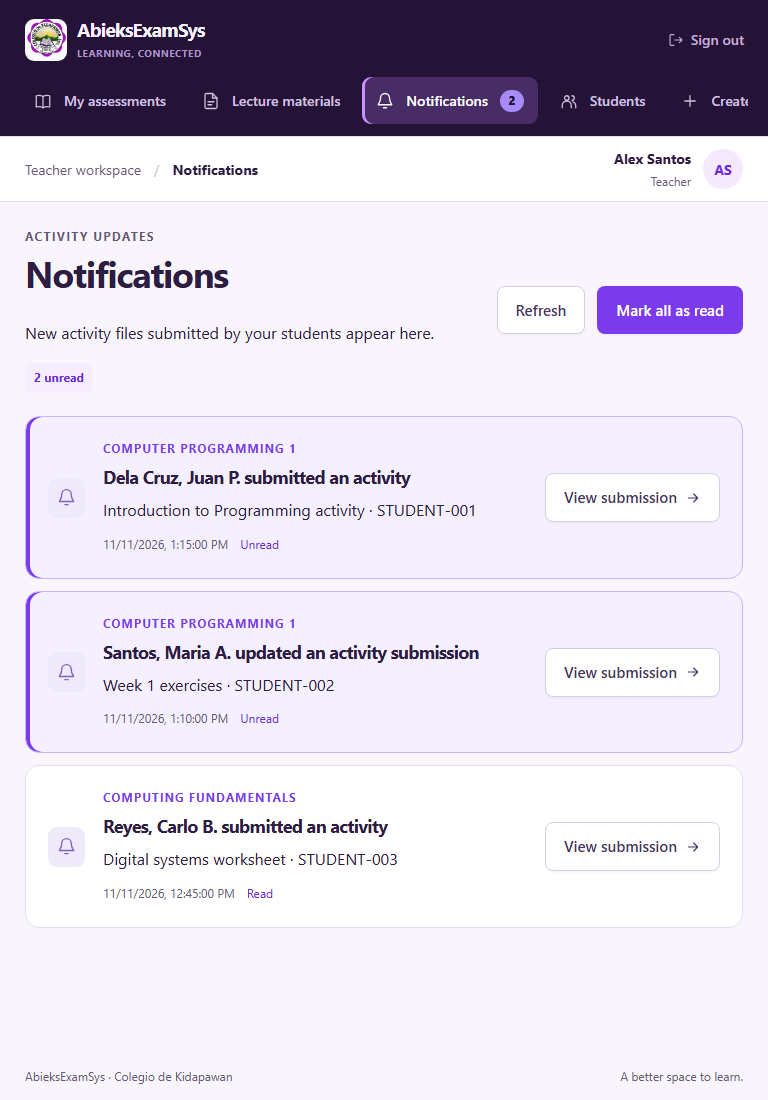 AbieksExamSys
LEARNING, CONNECTED
Sign out
My assessments
Lecture materials
Notifications 2
Students
Create
Teacher workspace / Notifications
Alex Santos
Teacher
AS
ACTIVITY UPDATES
Notifications
New activity files submitted by your students appear here.
Refresh
Mark all as read
2 unread
COMPUTER PROGRAMMING 1
Dela Cruz, Juan P. submitted an activity
Introduction to Programming activity · STUDENT-001
11/11/2026, 1:15:00 PM Unread
View submission →
COMPUTER PROGRAMMING 1
Santos, Maria A. updated an activity submission
Week 1 exercises · STUDENT-002
11/11/2026, 1:10:00 PM Unread
View submission →
COMPUTING FUNDAMENTALS
Reyes, Carlo B. submitted an activity
Digital systems worksheet · STUDENT-003
11/11/2026, 12:45:00 PM Read
View submission →
AbieksExamSys · Colegio de Kidapawan
A better space to learn.